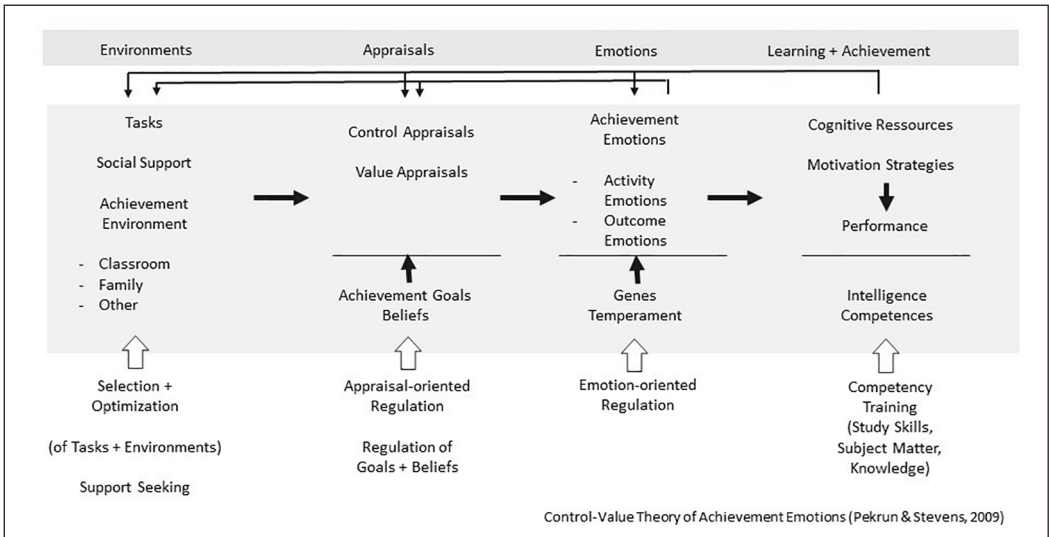 Environments
Appraisals
Emotions
Learning + Achievement
Tasks
Social Support
Achievement
Environment
- Classroom
- Family
- Other
Control Appraisals
Value Appraisals
Achievement Goals
Beliefs
Achievement
Emotions
- Activity
Emotions
- Outcome
Emotions
Genes
Temperament
Cognitive Ressources
Motivation Strategies
Performance
Intelligence
Competences
Selection +
Optimization
(of Tasks + Environments)
Support Seeking
Appraisal-oriented
Regulation
Regulation of
Goals + Beliefs
Emotion-oriented
Regulation
Competency
Training
(Study Skills,
Subject Matter,
Knowledge)
Control-Value Theory of Achievement Emotions (Pekrun & Stevens, 2009)